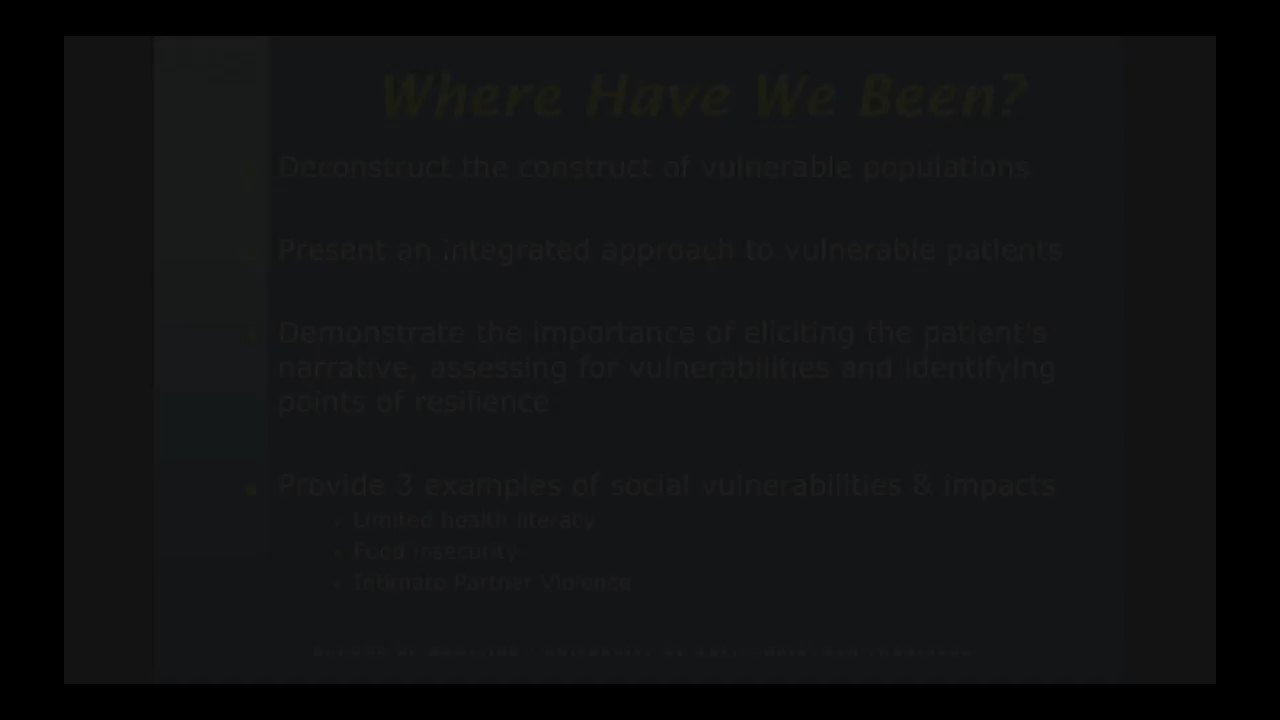 Where Have We Been?
Deconstruct the construct of vulnerable populations
Present an integrated approach to vulnerable patients
Demonstrate the importance of eliciting the patient's
narrative, assessing for vulnerabilities and identifying
points of resilience
Provide 3 examples of social vulnerabilities & impacts
Limited health literacy
Food insecurity
Intimate Partner Violence